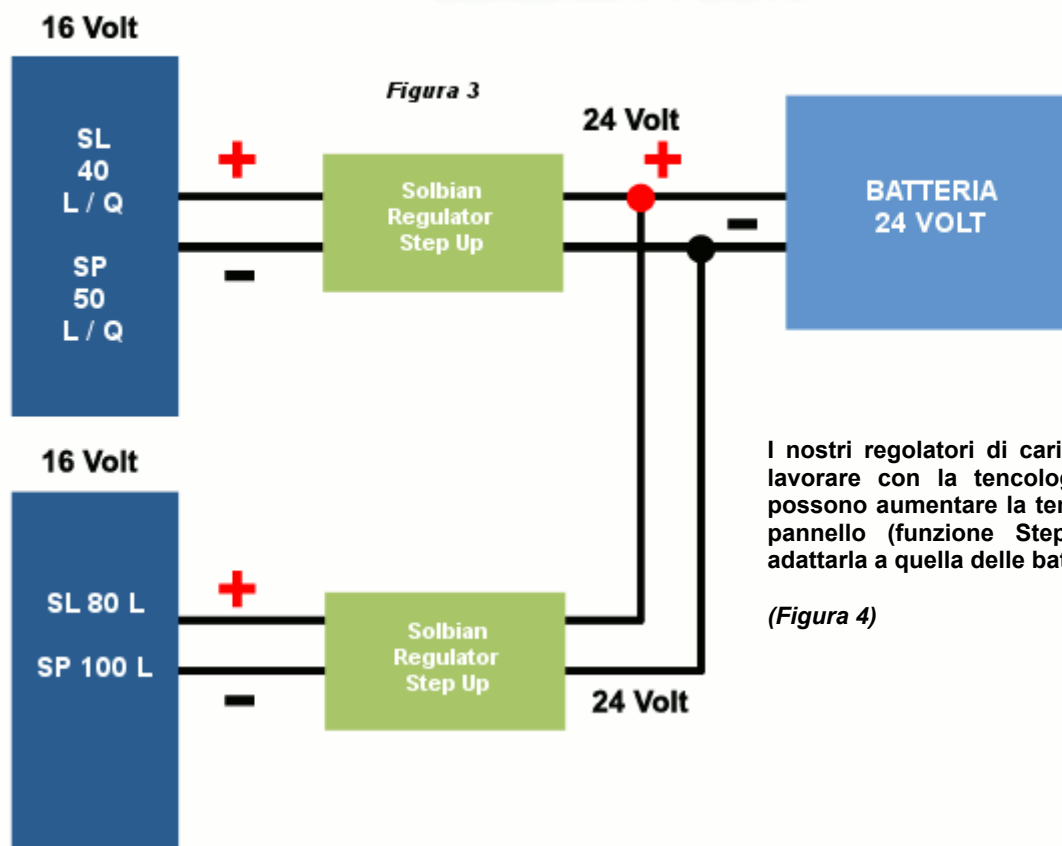 16 Volt
Figura 3
24 Volt
SL
40
L / Q
SP
50
L / Q
+
-
Solbian
Regulator
Step Up
+
-
BATTERIA
24 VOLT
16 Volt
SL 80 L
SP 100 L
+
-
Solbian
Regulator
Step Up
24 Volt
I nostri regolatori di cari
lavorare con la tencolog
possono aumentare la ter
pannello (funzione Step
adattarla a quella delle bat
(Figura 4)